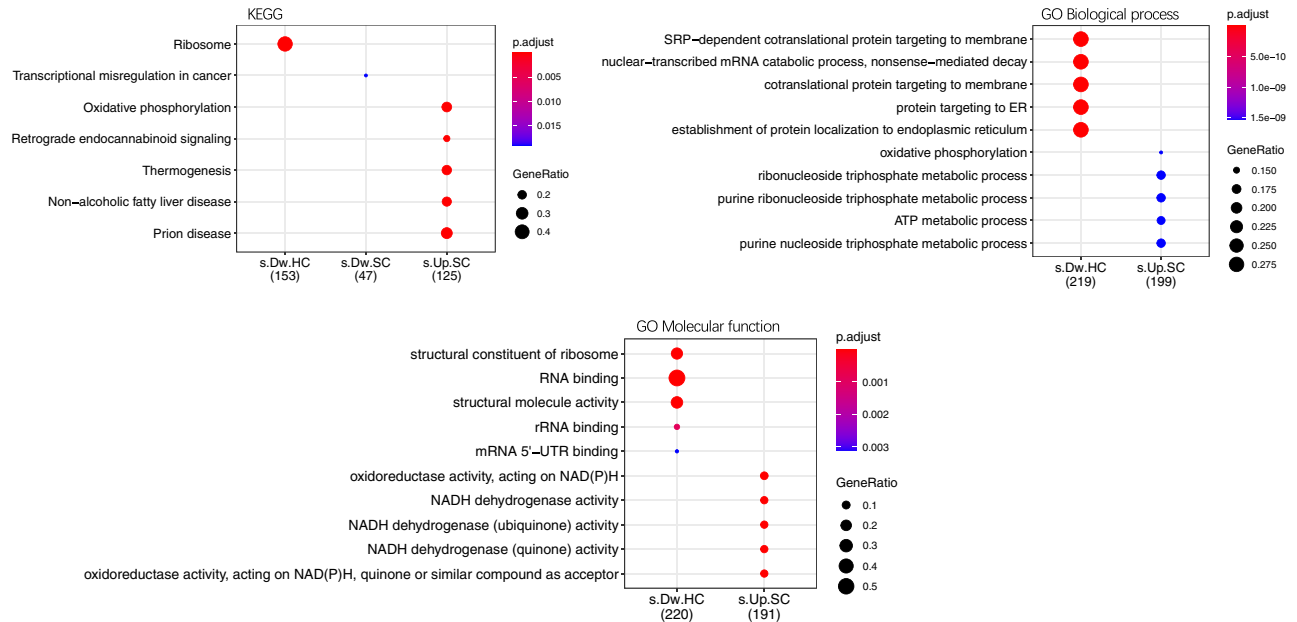 KEGG
Ribosome
Transcriptional misregulation in cancer
Oxidative phosphorylation
Retrograde endocannabinoid signaling
Thermogenesis
Non−alcoholic fatty liver disease
Prion disease
s.Dw.HC
(153)
s.Dw.SC
(47)
s.Up.SC
(125)
p.adjust
0.005
0.010
0.015
GeneRatio
0.2
0.3
0.4
GO Biological process
SRP−dependent cotranslational protein targeting to membrane
nuclear−transcribed mRNA catabolic process, nonsense−mediated decay
cotranslational protein targeting to membrane
protein targeting to ER
establishment of protein localization to endoplasmic reticulum
oxidative phosphorylation
ribonucleoside triphosphate metabolic process
purine ribonucleoside triphosphate metabolic process
ATP metabolic process
purine nucleoside triphosphate metabolic process
s.Dw.HC
(219)
s.Up.SC
(199)
p.adjust
5.0e−10
1.0e−09
1.5e−09
GeneRatio
0.150
0.175
0.200
0.225
0.250
0.275
GO Molecular function
structural constituent of ribosome
RNA binding
structural molecule activity
rRNA binding
mRNA 5'−UTR binding
oxidoreductase activity, acting on NAD(P)H
NADH dehydrogenase activity
NADH dehydrogenase (ubiquinone) activity
NADH dehydrogenase (quinone) activity
oxidoreductase activity, acting on NAD(P)H, quinone or similar compound as acceptor
s.Dw.HC
(220)
s.Up.SC
(191)
p.adjust
0.001
0.002
0.003
GeneRatio
0.1
0.2
0.3
0.4
0.5